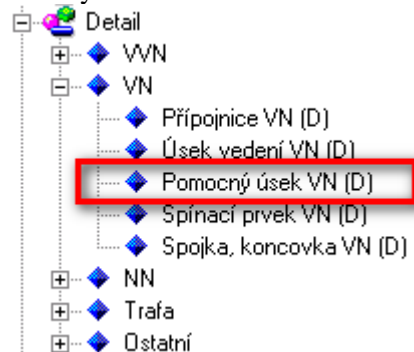 Detail
VVN
VN
Přípojnice VN (D)
Úsek vedení VN (D)
Pomocný úsek VN (D)
Spínací prvek VN (D)
Spojka, koncovka VN (D)
NN
Trafa
Ostatní